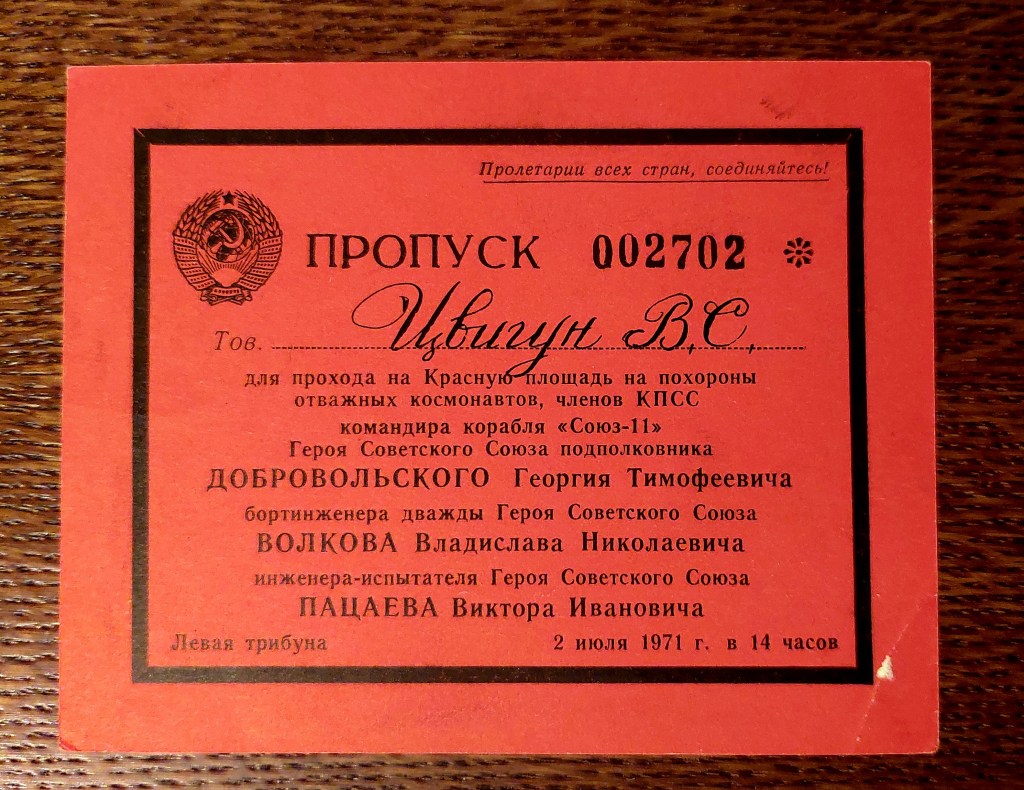 Пролетарии всех стран, соединяйтесь!
ПРОПУСК 002702
Тов. Цвигун В.С.
для прохода на Красную площадь на похороны
отважных космонавтов, членов КПСС
командира корабля «Союз-11»
Героя Советского Союза подполковника
ДОБРОВОЛЬСКОГО Георгия Тимофеевича
бортинженера дважды Героя Советского Союза
ВОЛКОВА Владислава Николаевича
инженера-испытателя Героя Советского Союза
ПАЦАЕВА Виктора Ивановича
Левая трибуна 2 июля 1971 г. в 14 часов